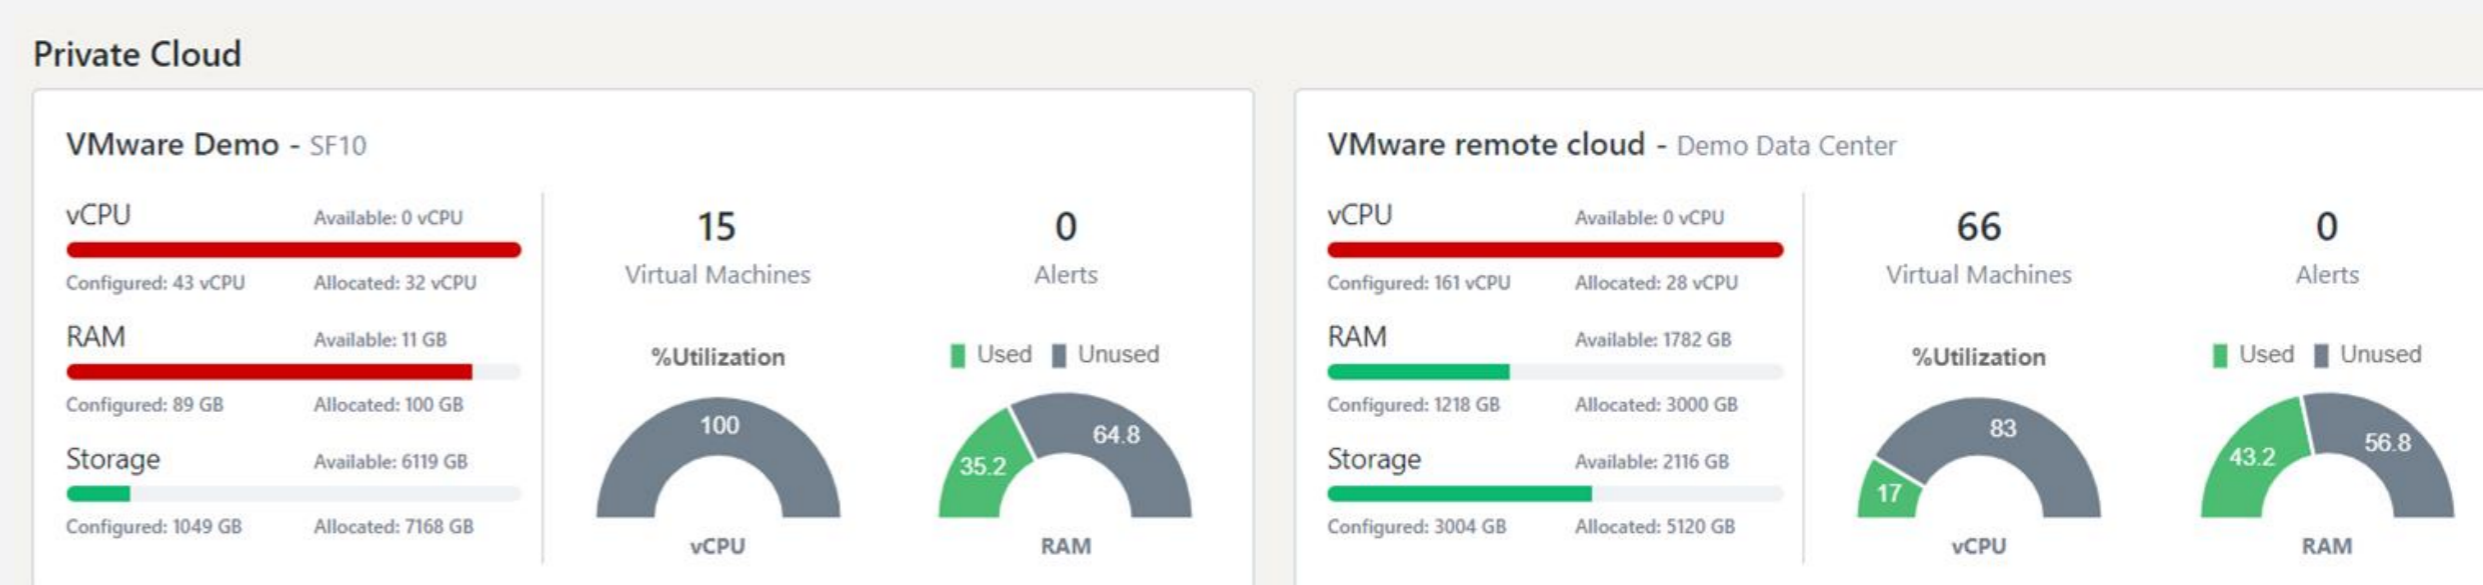 Private Cloud
VMware Demo - SF10
vCPU
Available: 0 vCPU
Configured: 43 vCPU
Allocated: 32 vCPU
RAM
Available: 11 GB
Configured: 89 GB
Allocated: 100 GB
Storage
Available: 6119 GB
Configured: 1049 GB
Allocated: 7168 GB
15
Virtual Machines
0
Alerts
%Utilization
100
vCPU
Used
Unused
35.2
64.8
RAM
VMware remote cloud - Demo Data Center
vCPU
Available: 0 vCPU
Configured: 161 vCPU
Allocated: 28 vCPU
RAM
Available: 1782 GB
Configured: 1218 GB
Allocated: 3000 GB
Storage
Available: 2116 GB
Configured: 3004 GB
Allocated: 5120 GB
66
Virtual Machines
0
Alerts
%Utilization
17
83
vCPU
Used
Unused
43.2
56.8
RAM